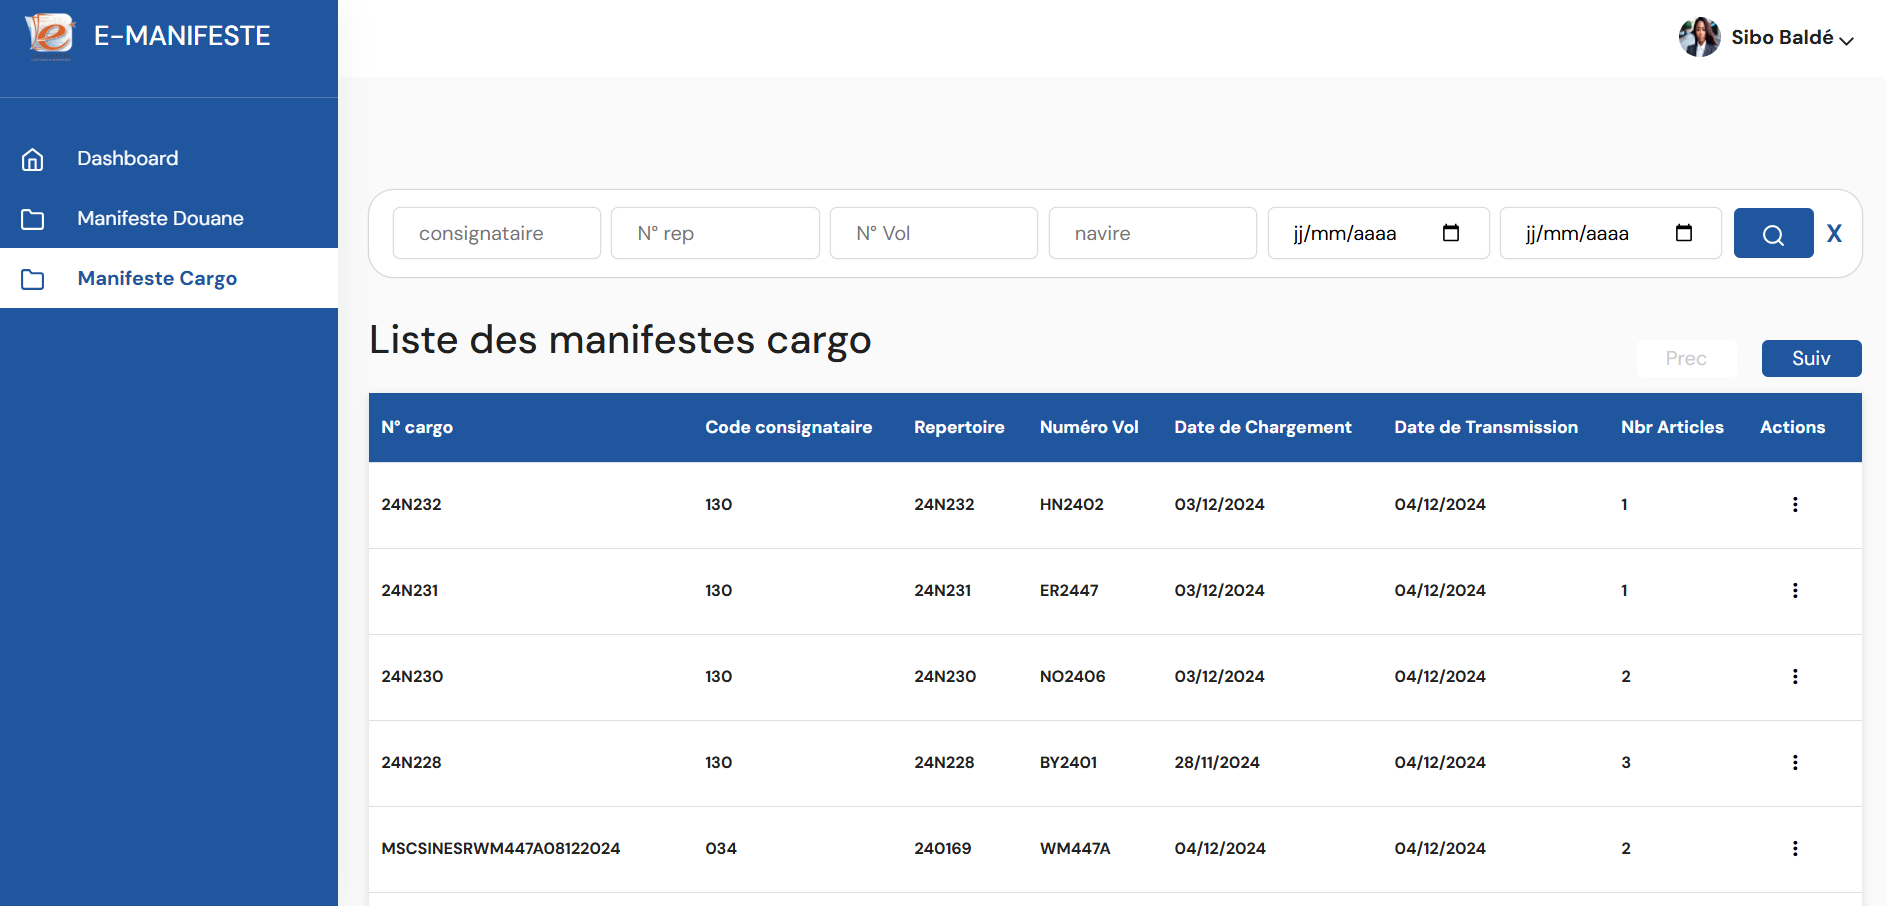 E-MANIFESTE
Sibo Baldé
Dashboard
Manifeste Douane
Manifeste Cargo
consignataire N° rep N° Vol navire jj/mm/aaaa jj/mm/aaaa X
Liste des manifestes cargo
Prec Suiv
N° cargo Code consignataire Repertoire Numéro Vol Date de Chargement Date de Transmission Nbr Articles Actions
24N232 130 24N232 HN2402 03/12/2024 04/12/2024 1
24N231 130 24N231 ER2447 03/12/2024 04/12/2024 1
24N230 130 24N230 NO2406 03/12/2024 04/12/2024 2
24N228 130 24N228 BY2401 28/11/2024 04/12/2024 3
MSCSINESRWM447A08122024 034 240169 WM447A 04/12/2024 04/12/2024 2